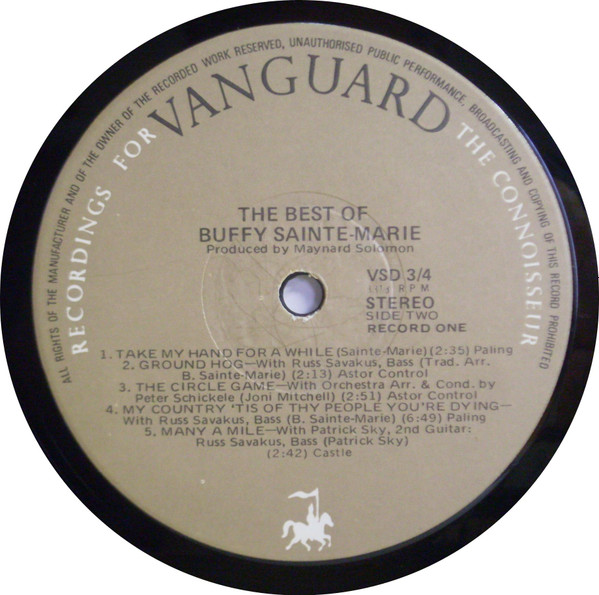 ALL RIGHTS OF THE MANUFACTURER AND OF THE OWNER OF THE RECORDED WORK RESERVED, UNAUTHORISED PUBLIC PERFORMANCE, BROADCASTING AND COPYING OF THIS RECORD PROHIBITED
RECORDINGS FOR VANGUARD THE CONNOISSEUR
THE BEST OF
BUFFY SAINTE-MARIE
Produced by Maynard Solomon
VSD 3/4
RPM
STEREO
SIDE TWO
RECORD ONE
1. TAKE MY HAND FOR A WHILE (Sainte-Marie) (2:35) Paling
2. GROUND HOG—With Russ Savakus, Bass (Trad. Arr.
B. Sainte-Marie) (2:13) Astor Control
3. THE CIRCLE GAME—With Orchestra Arr. & Cond. by
Peter Schickele (Joni Mitchell) (2:51) Astor Control
4. MY COUNTRY 'TIS OF THY PEOPLE YOU'RE DYING—
With Russ Savakus, Bass (B. Sainte-Marie) (6:49) Paling
5. MANY A MILE—With Patrick Sky, 2nd Guitar:
Russ Savakus, Bass (Patrick Sky)
(2:42) Castle